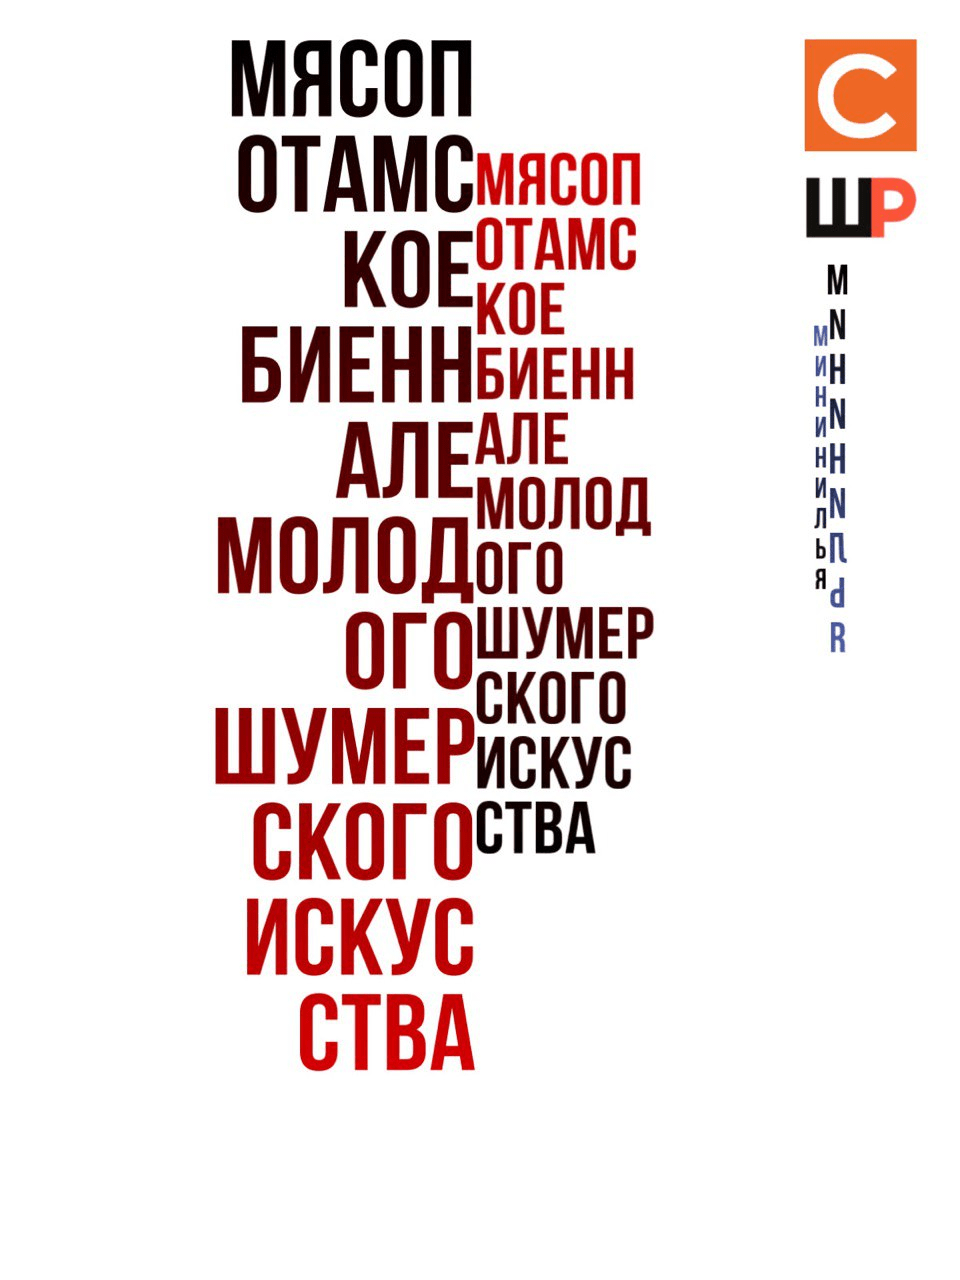 МЯСОП
ОТАМС
КОЕ
БИЕНН
АЛЕ
МОЛОД
ОГО
ШУМЕР
СКОГО
ИСКУС
СТВА
МЯСОП
ОТАМС
КОЕ
БИЕНН
АЛЕ
МОЛОД
ОГО
ШУМЕР
СКОГО
ИСКУС
СТВА
С
ШР
МИНИНИЛЬЯ
МИНИНИЛЬЯ